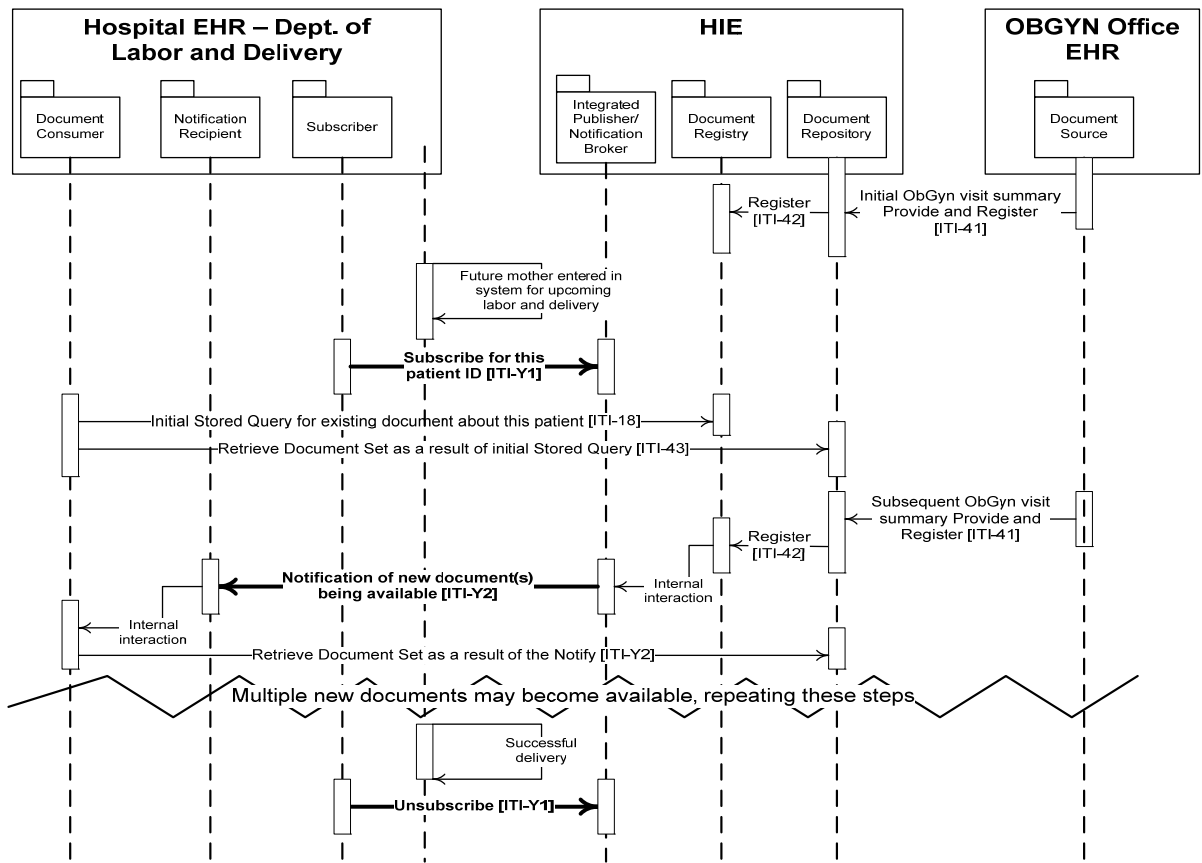 Hospital EHR – Dept. of
Labor and Delivery
HIE
OBGYN Office
EHR
Document
Consumer
Notification
Recipient
Subscriber
Integrated
Publisher/
Notification
Broker
Document
Registry
Document
Repository
Document
Source
Register
[ITI-42]
Initial ObGyn visit summary
Provide and Register
[ITI-41]
Future mother entered in
system for upcoming
labor and delivery
Subscribe for this
patient ID [ITI-Y1]
Initial Stored Query for existing document about this patient [ITI-18]
Retrieve Document Set as a result of initial Stored Query [ITI-43]
Subsequent ObGyn visit
summary Provide and
Register [ITI-41]
Register
[ITI-42]
Internal
interaction
Notification of new document(s)
being available [ITI-Y2]
Internal
interaction
Retrieve Document Set as a result of the Notify [ITI-Y2]
Multiple new documents may become available, repeating these steps
Successful
delivery
Unsubscribe [ITI-Y1]